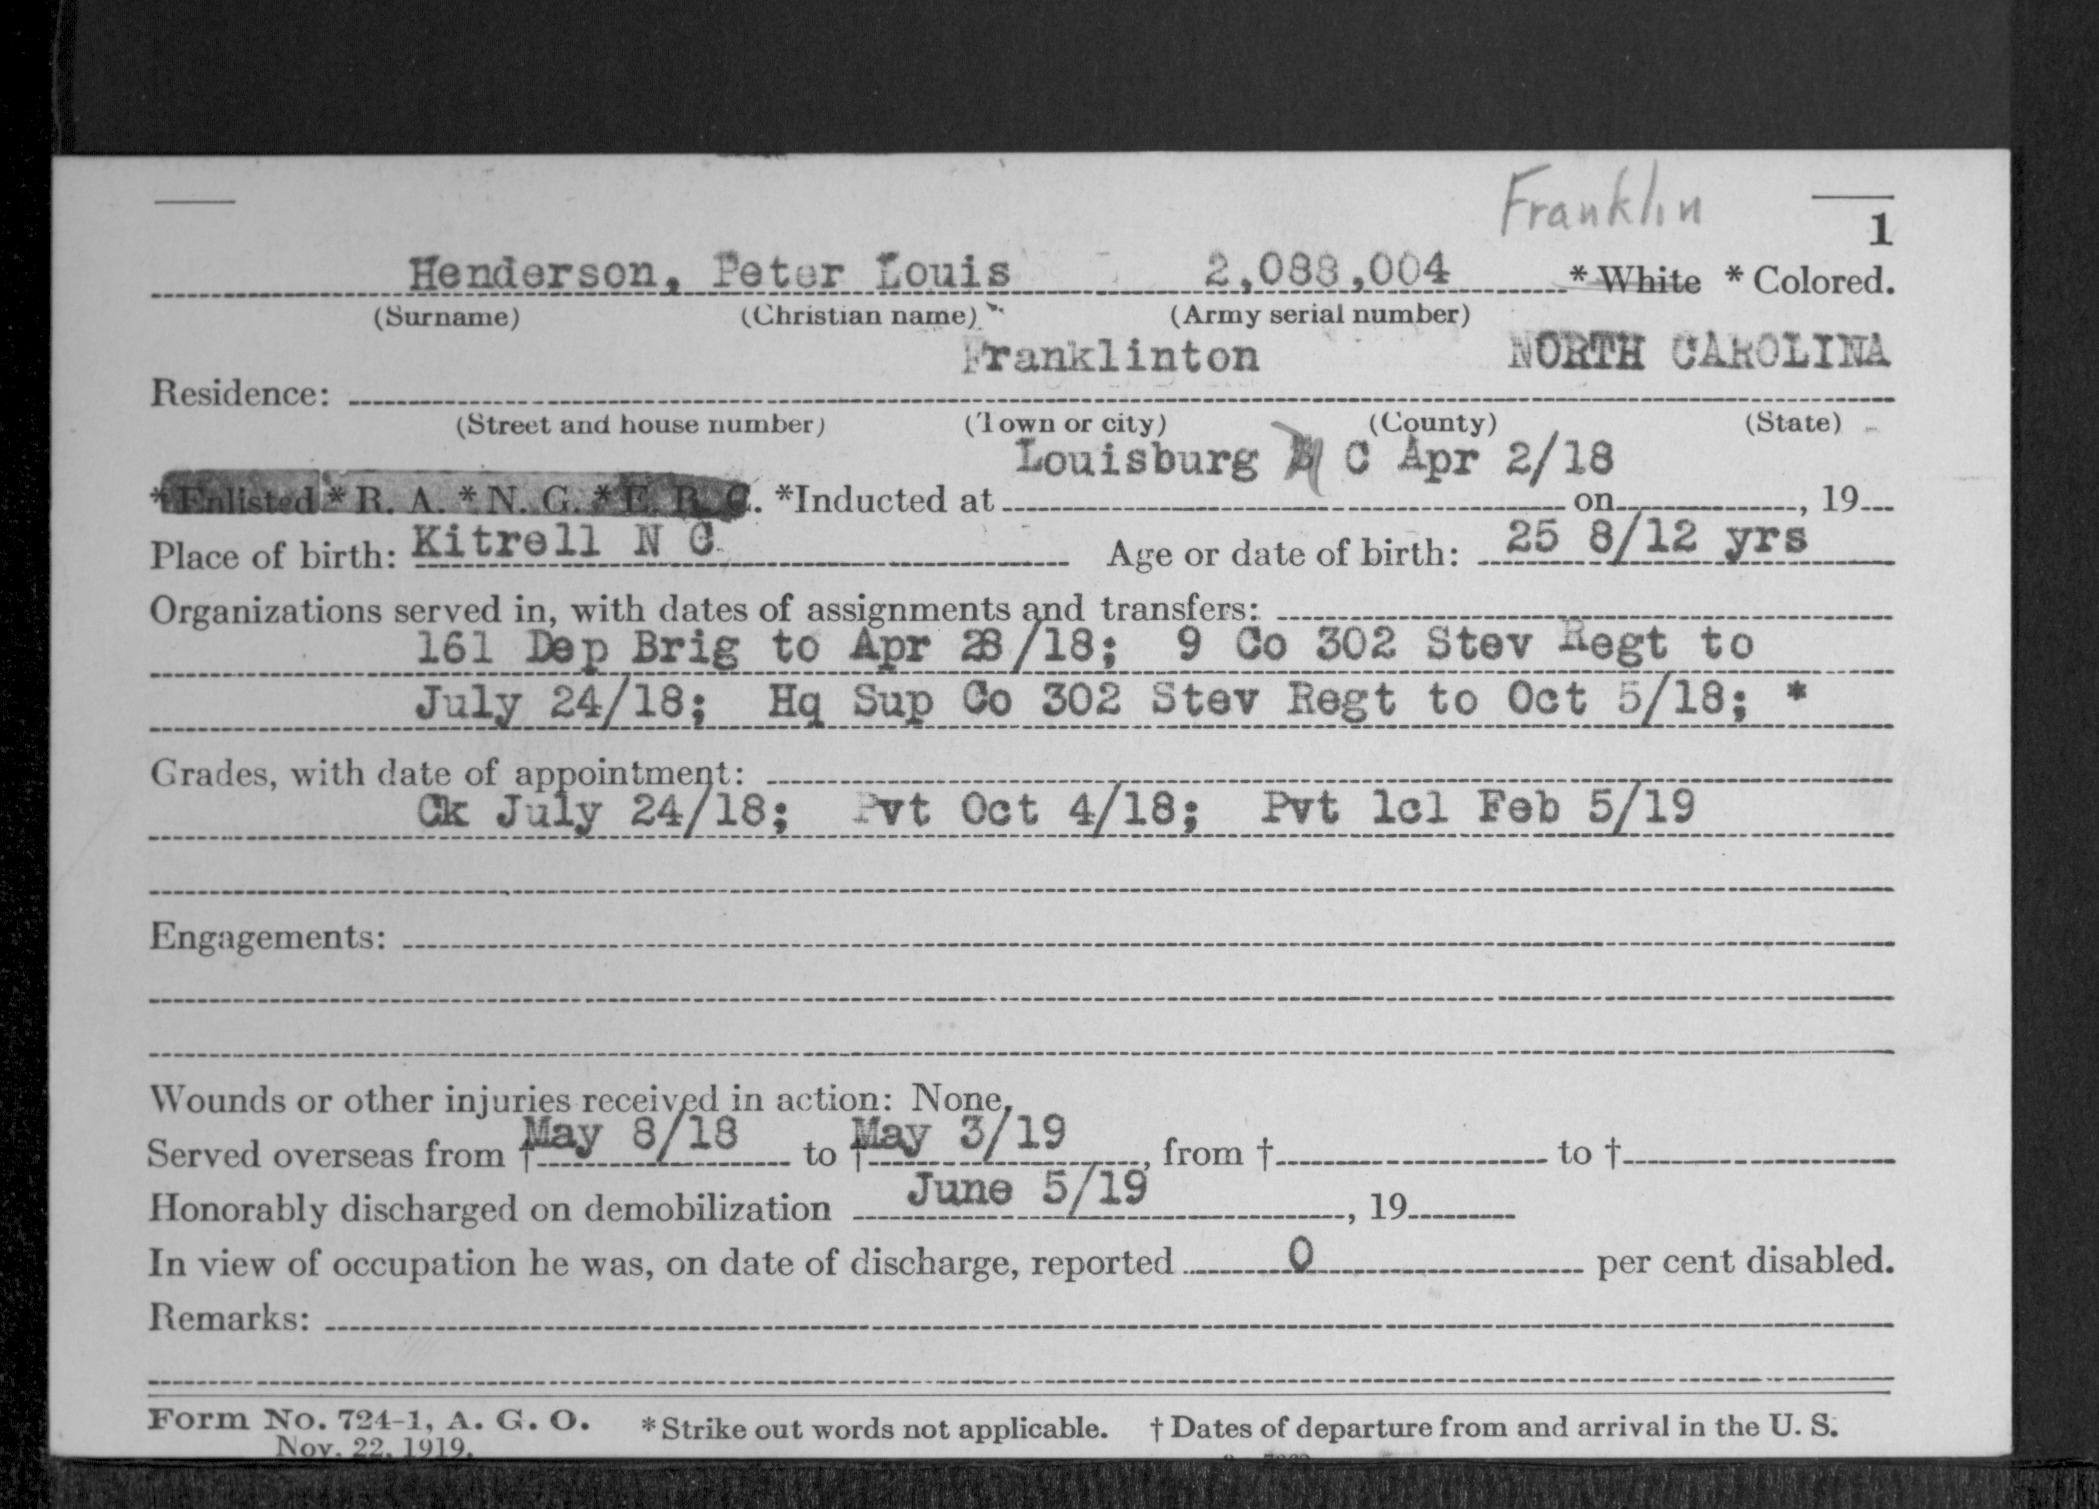 Franklin
1
Henderson, Peter Louis 2,088,004 * White * Colored.
(Surname) (Christian name) (Army serial number)
Franklinton NORTH CAROLINA
Residence:
(Street and house number) (Town or city) (County) (State)
Louisburg N C Apr 2/18
*Enlisted *R. A. *N. G. *E. R. C. *Inducted at on , 19
Place of birth: Kitrell N C Age or date of birth: 25 8/12 yrs
Organizations served in, with dates of assignments and transfers:
161 Dep Brig to Apr 28/18; 9 Co 302 Stev Regt to
July 24/18; Hq Sup Co 302 Stev Regt to Oct 5/18; *
Grades, with date of appointment:
Ck July 24/18; Pvt Oct 4/18; Pvt 1cl Feb 5/19
Engagements:
Wounds or other injuries received in action: None.
Served overseas from † May 8/18 to † May 3/19, from † to †
Honorably discharged on demobilization June 5/19, 19
In view of occupation he was, on date of discharge, reported 0 per cent disabled.
Remarks:
Form No. 724-1, A. G. O. * Strike out words not applicable. † Dates of departure from and arrival in the U. S.
Nov. 22, 1919.